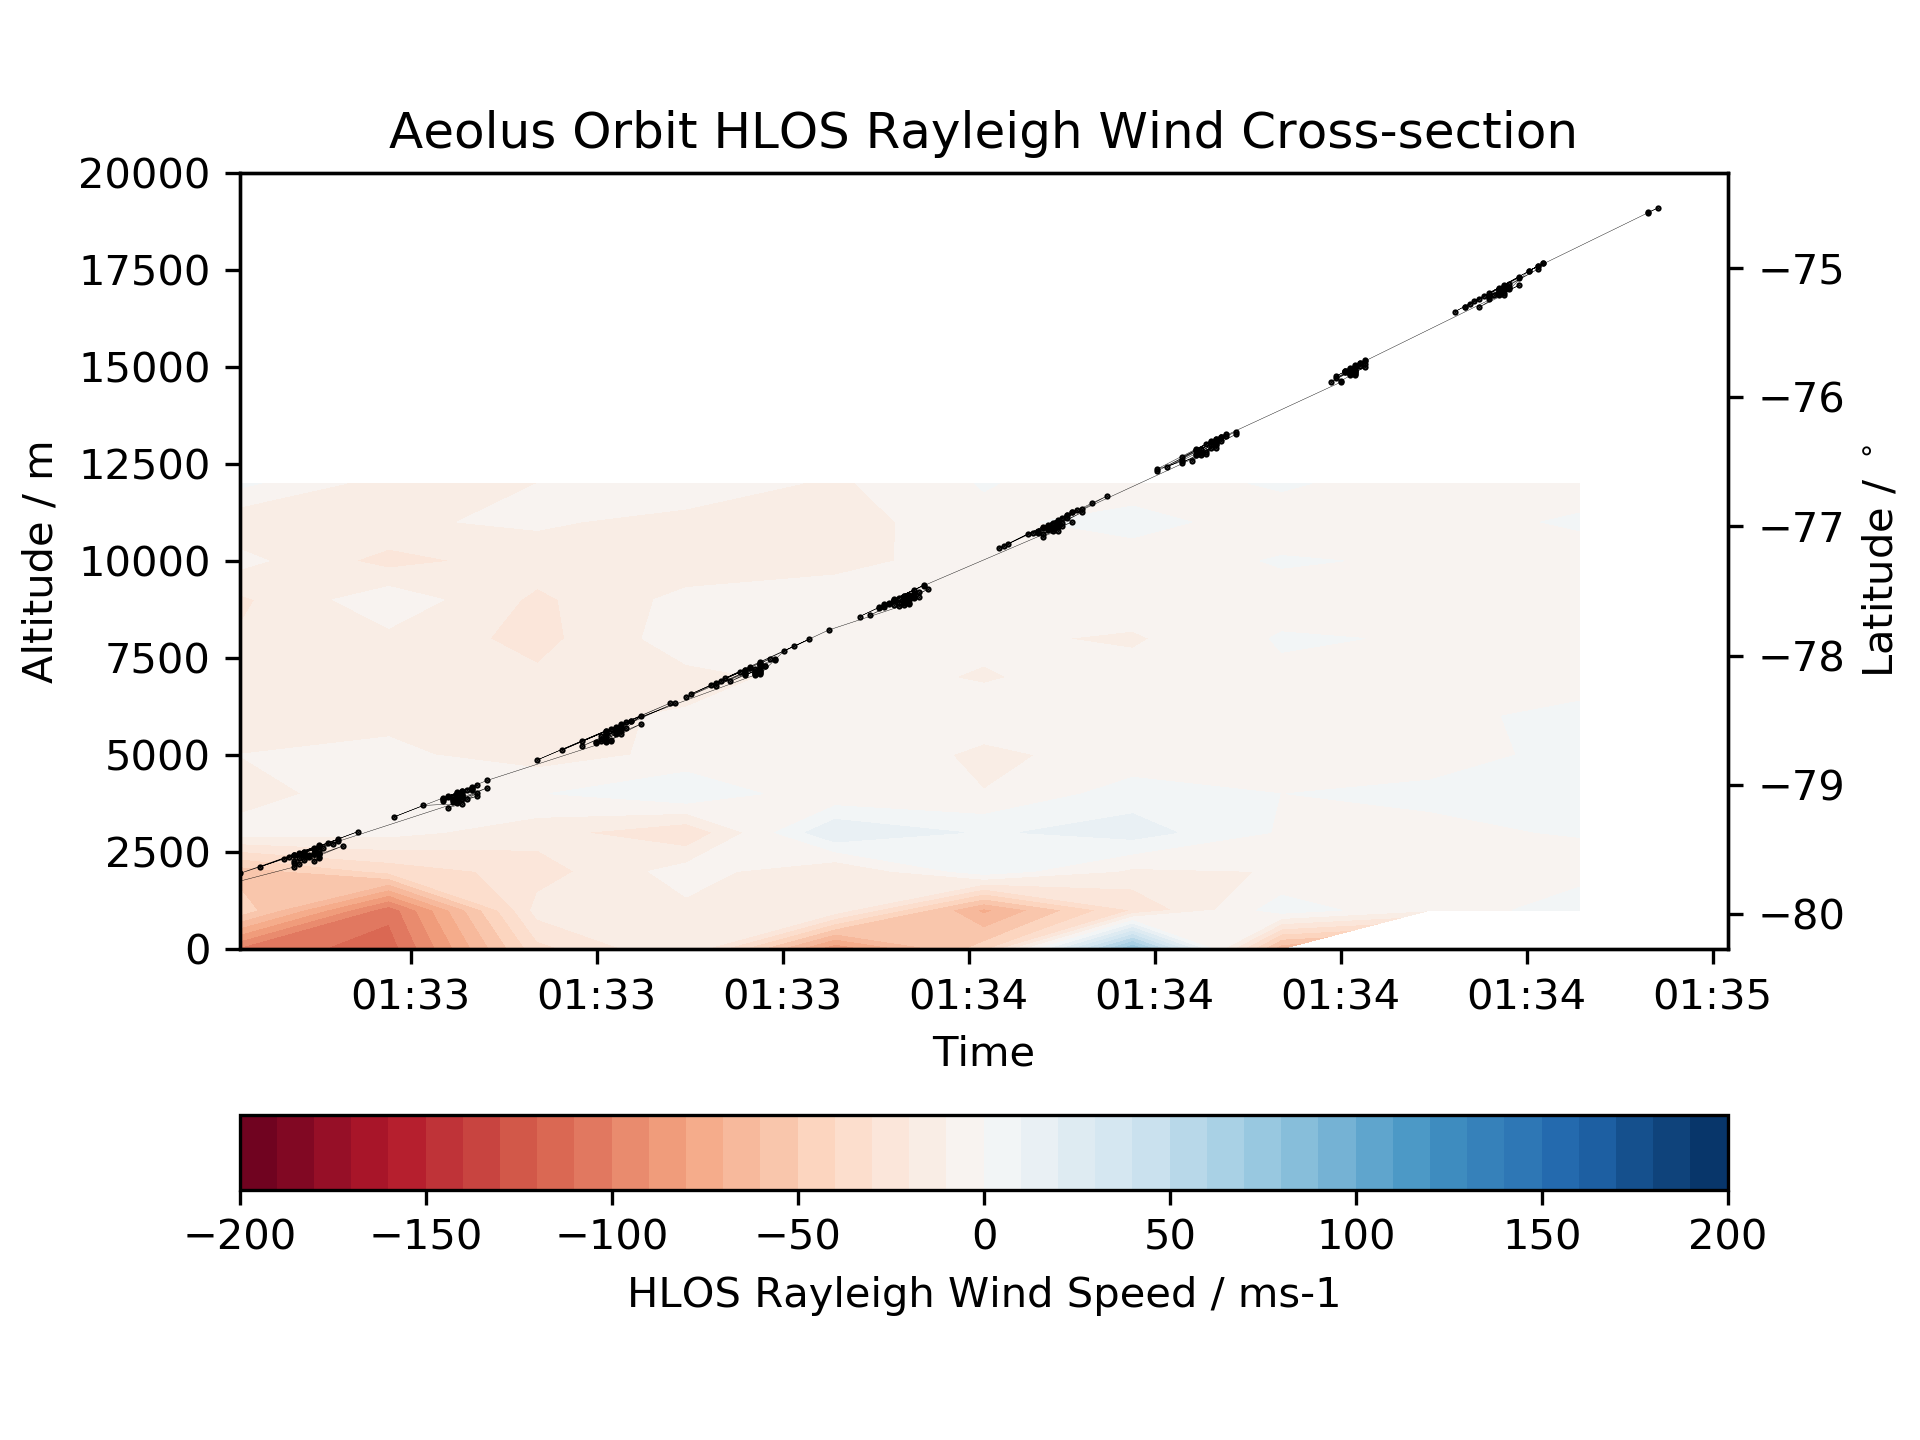 Aeolus Orbit HLOS Rayleigh Wind Cross-section
20000
17500
15000
12500
10000
7500
5000
2500
0
Altitude / m
−75
−76
−77
−78
−79
−80
Latitude / °
01:33 01:33 01:33 01:34 01:34 01:34 01:34 01:35
Time
−200 −150 −100 −50 0 50 100 150 200
HLOS Rayleigh Wind Speed / ms-1